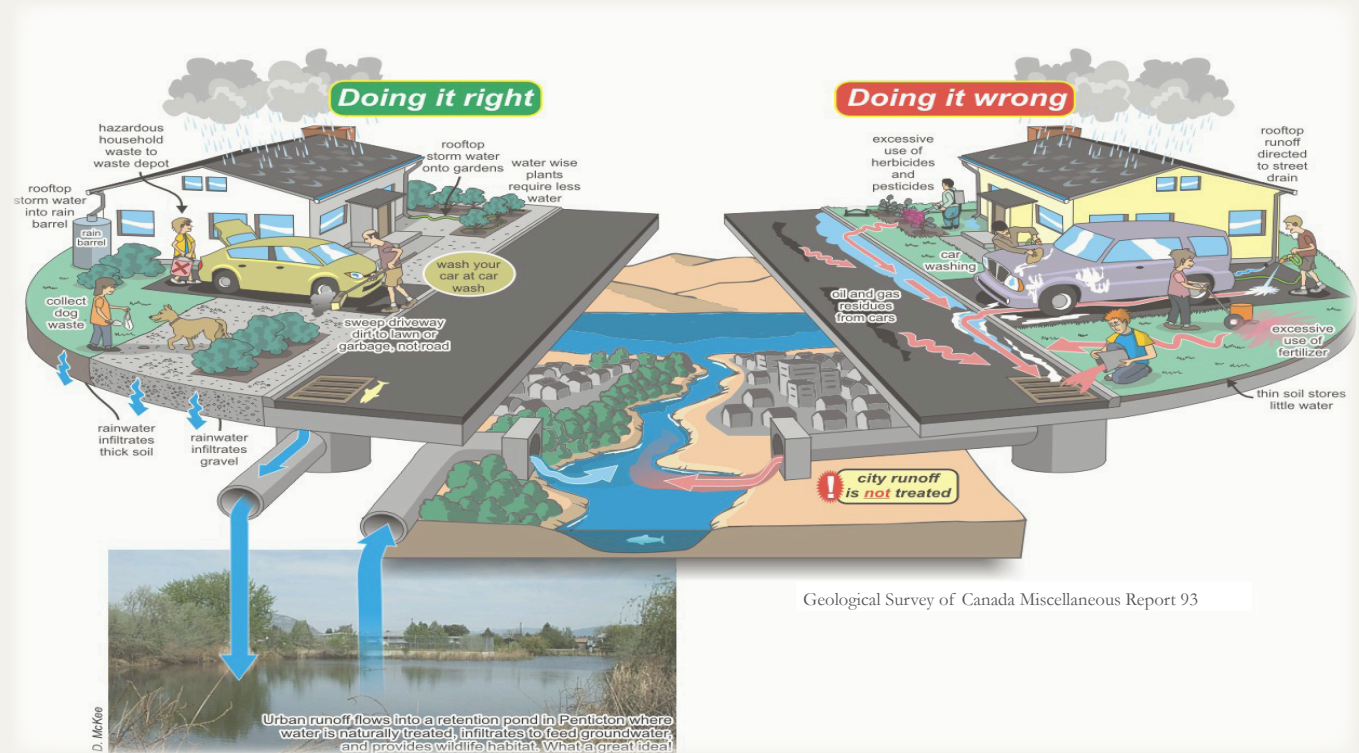 Doing it right
hazardous
household
waste to
waste depot
rooftop
storm water
into rain
barrel
rain
barrel
rooftop
storm water
onto gardens
water wise
plants
require less
water
wash your
car at car
wash
collect
dog
waste
sweep driveway
dirt to lawn or
garbage, not road
rainwater
infiltrates
thick soil
rainwater
infiltrates
gravel
Doing it wrong
excessive
use of
herbicides
and
pesticides
rooftop
runoff
directed
to street
drain
car
washing
oil and gas
residues
from cars
excessive
use of
fertilizer
thin soil stores
little water
! city runoff
is not treated
Geological Survey of Canada Miscellaneous Report 93
D. McKee
Urban runoff flows into a retention pond in Penticton where
water is naturally treated, infiltrates to feed groundwater,
and provides wildlife habitat. What a great idea!